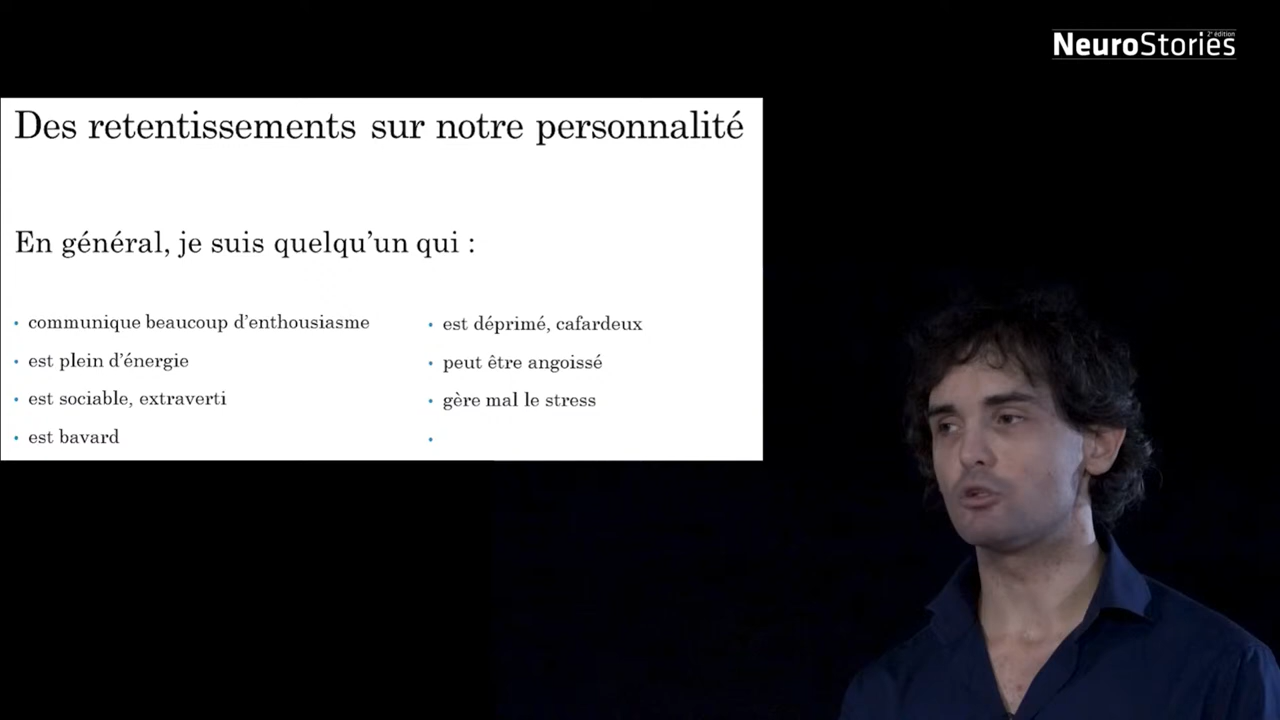 NeuroStories
2e édition
Des retentissements sur notre personnalité
En général, je suis quelqu’un qui :
• communique beaucoup d’enthousiasme
• est plein d’énergie
• est sociable, extraverti
• est bavard
• est déprimé, cafardeux
• peut être angoissé
• gère mal le stress
•